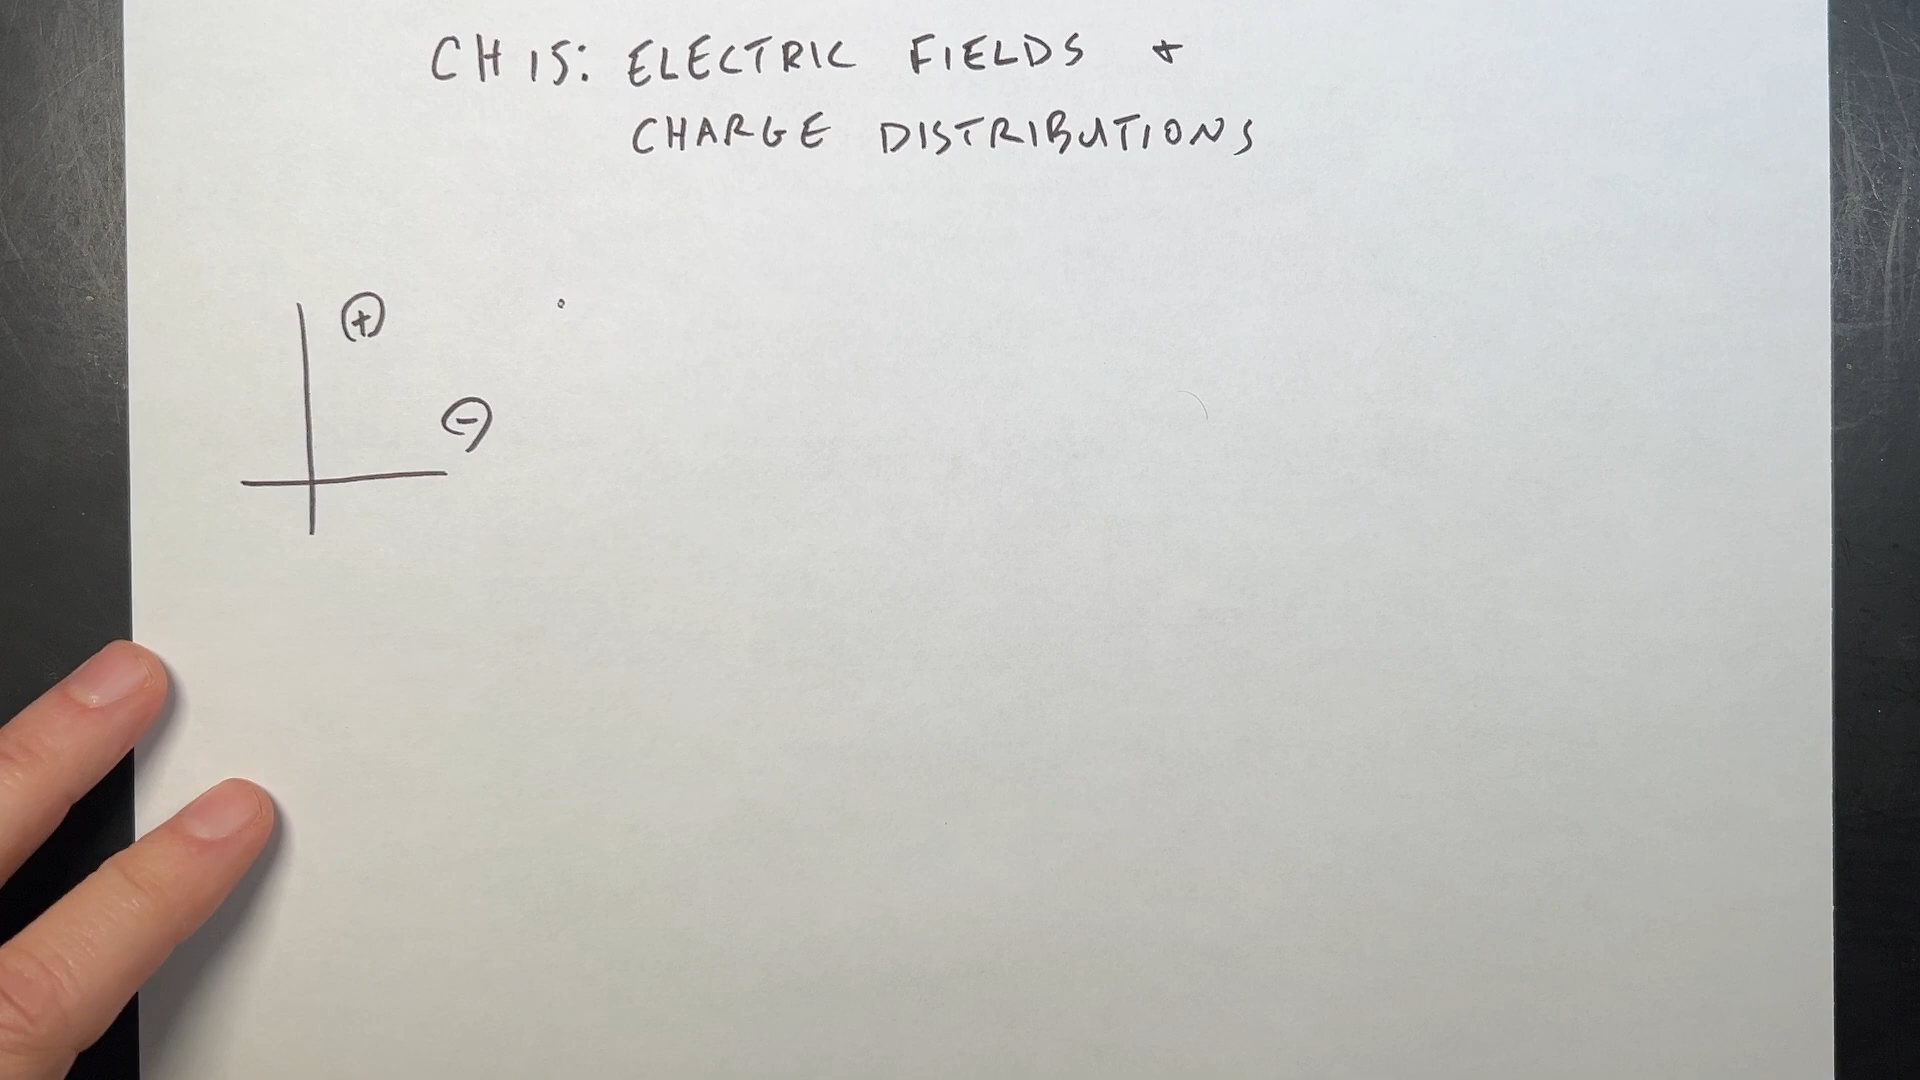 CH 15: ELECTRIC FIELDS +
CHARGE DISTRIBUTIONS
+
-